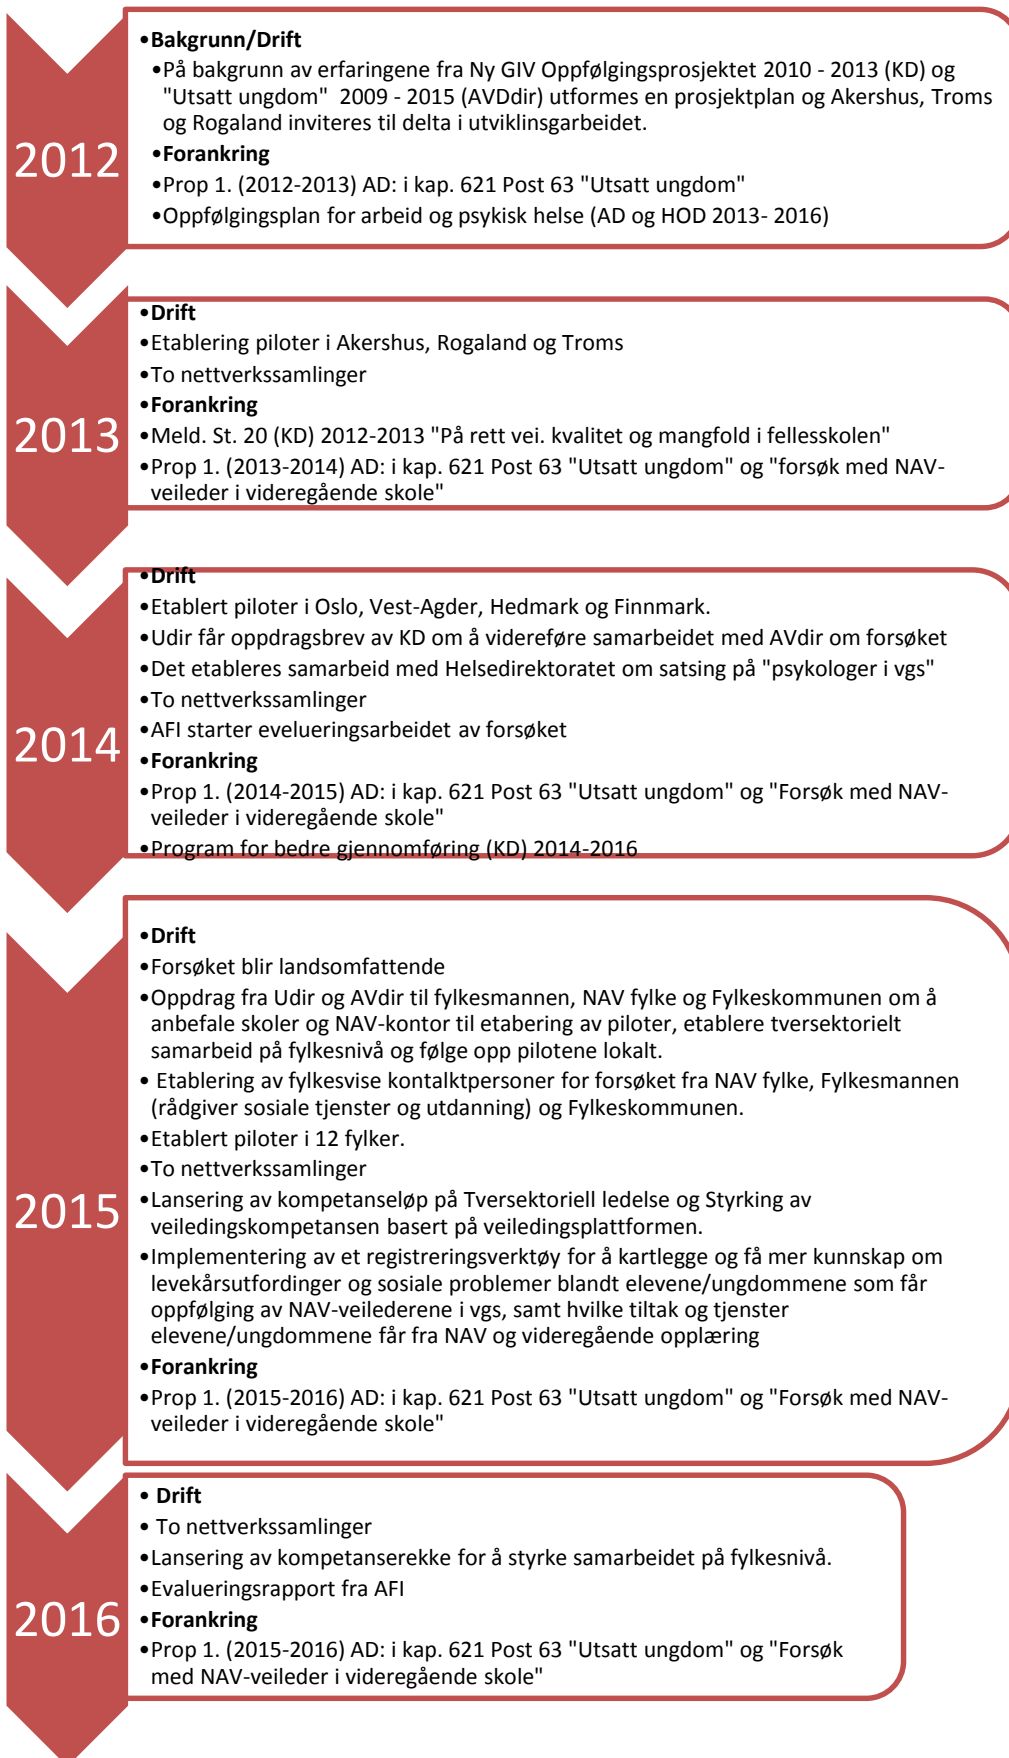 2012
•Bakgrunn/Drift
•På bakgrunn av erfaringene fra Ny GIV Oppfølgingsprosjektet 2010 - 2013 (KD) og
"Utsatt ungdom" 2009 - 2015 (AVDdir) utformes en prosjektplan og Akershus, Troms
og Rogaland inviteres til delta i utviklinsgarbeidet.
•Forankring
•Prop 1. (2012-2013) AD: i kap. 621 Post 63 "Utsatt ungdom"
•Oppfølgingsplan for arbeid og psykisk helse (AD og HOD 2013- 2016)
2013
•Drift
•Etablering piloter i Akershus, Rogaland og Troms
•To nettverkssamlinger
•Forankring
•Meld. St. 20 (KD) 2012-2013 "På rett vei. kvalitet og mangfold i fellesskolen"
•Prop 1. (2013-2014) AD: i kap. 621 Post 63 "Utsatt ungdom" og "forsøk med NAV-
veileder i videregående skole"
2014
•Drift
•Etablert piloter i Oslo, Vest-Agder, Hedmark og Finnmark.
•Udir får oppdragsbrev av KD om å videreføre samarbeidet med AVdir om forsøket
•Det etableres samarbeid med Helsedirektoratet om satsing på "psykologer i vgs"
•To nettverkssamlinger
•AFI starter evelueringsarbeidet av forsøket
•Forankring
•Prop 1. (2014-2015) AD: i kap. 621 Post 63 "Utsatt ungdom" og "Forsøk med NAV-
veileder i videregående skole"
•Program for bedre gjennomføring (KD) 2014-2016
2015
•Drift
•Forsøket blir landsomfattende
•Oppdrag fra Udir og AVdir til fylkesmannen, NAV fylke og Fylkeskommunen om å
anbefale skoler og NAV-kontor til etabering av piloter, etablere tversektorielt
samarbeid på fylkesnivå og følge opp pilotene lokalt.
• Etablering av fylkesvise kontalktpersoner for forsøket fra NAV fylke, Fylkesmannen
(rådgiver sosiale tjenster og utdanning) og Fylkeskommunen.
•Etablert piloter i 12 fylker.
•To nettverkssamlinger
•Lansering av kompetanseløp på Tversektoriell ledelse og Styrking av
veiledingskompetansen basert på veiledingsplattformen.
•Implementering av et registreringsverktøy for å kartlegge og få mer kunnskap om
levekårsutfordinger og sosiale problemer blandt elevene/ungdommene som får
oppfølging av NAV-veilederene i vgs, samt hvilke tiltak og tjenster
elevene/ungdommene får fra NAV og videregående opplæring
•Forankring
•Prop 1. (2015-2016) AD: i kap. 621 Post 63 "Utsatt ungdom" og "Forsøk med NAV-
veileder i videregående skole"
2016
• Drift
• To nettverkssamlinger
•Lansering av kompetanserekke for å styrke samarbeidet på fylkesnivå.
•Evalueringsrapport fra AFI
•Forankring
•Prop 1. (2015-2016) AD: i kap. 621 Post 63 "Utsatt ungdom" og "Forsøk
med NAV-veileder i videregående skole"